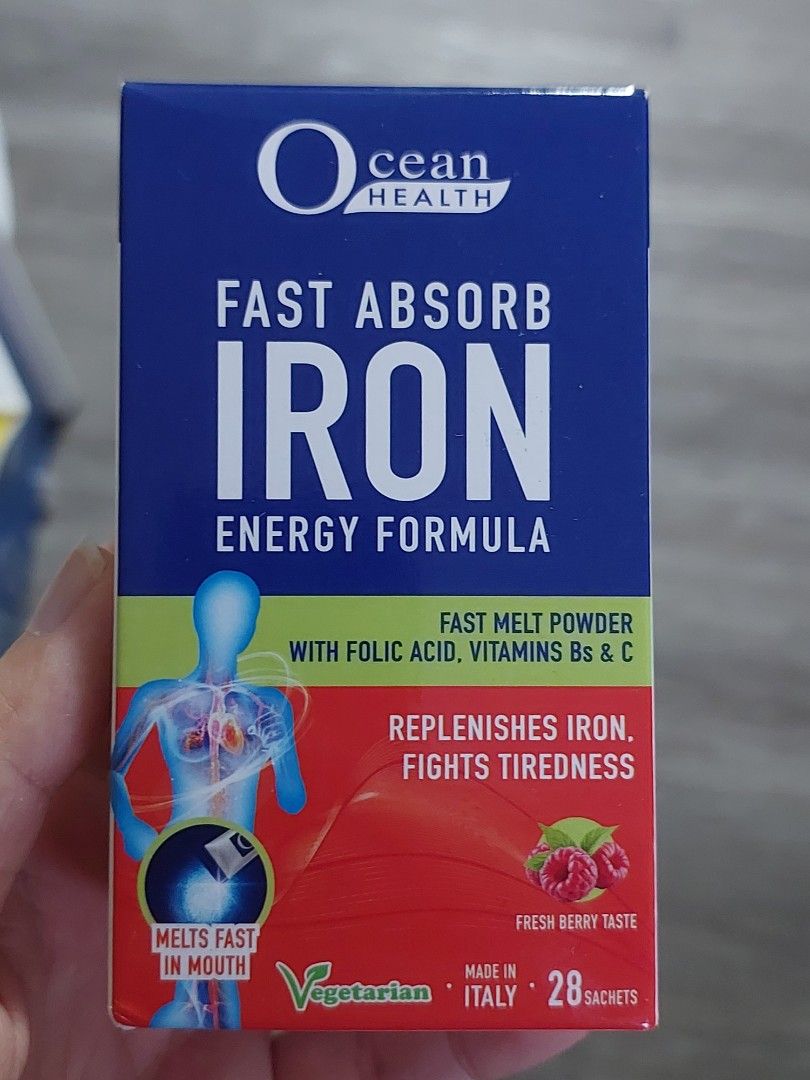 Ocean
HEALTH
FAST ABSORB
IRON
ENERGY FORMULA
FAST MELT POWDER
WITH FOLIC ACID, VITAMINS Bs & C
REPLENISHES IRON,
FIGHTS TIREDNESS
FRESH BERRY TASTE
MELTS FAST
IN MOUTH
Vegetarian · MADE IN ITALY · 28 SACHETS